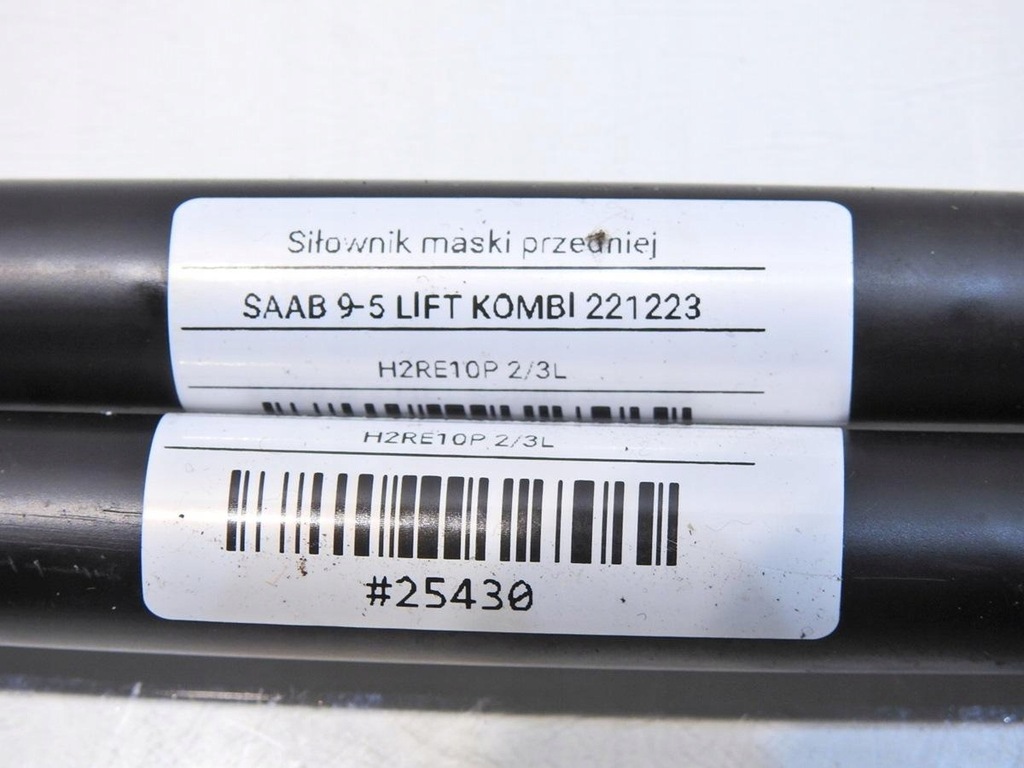 Siłownik maski przedniej
SAAB 9-5 LIFT KOMBI 221223
H2RE10P 2/3L
H2RE10P 2/3L
#25430